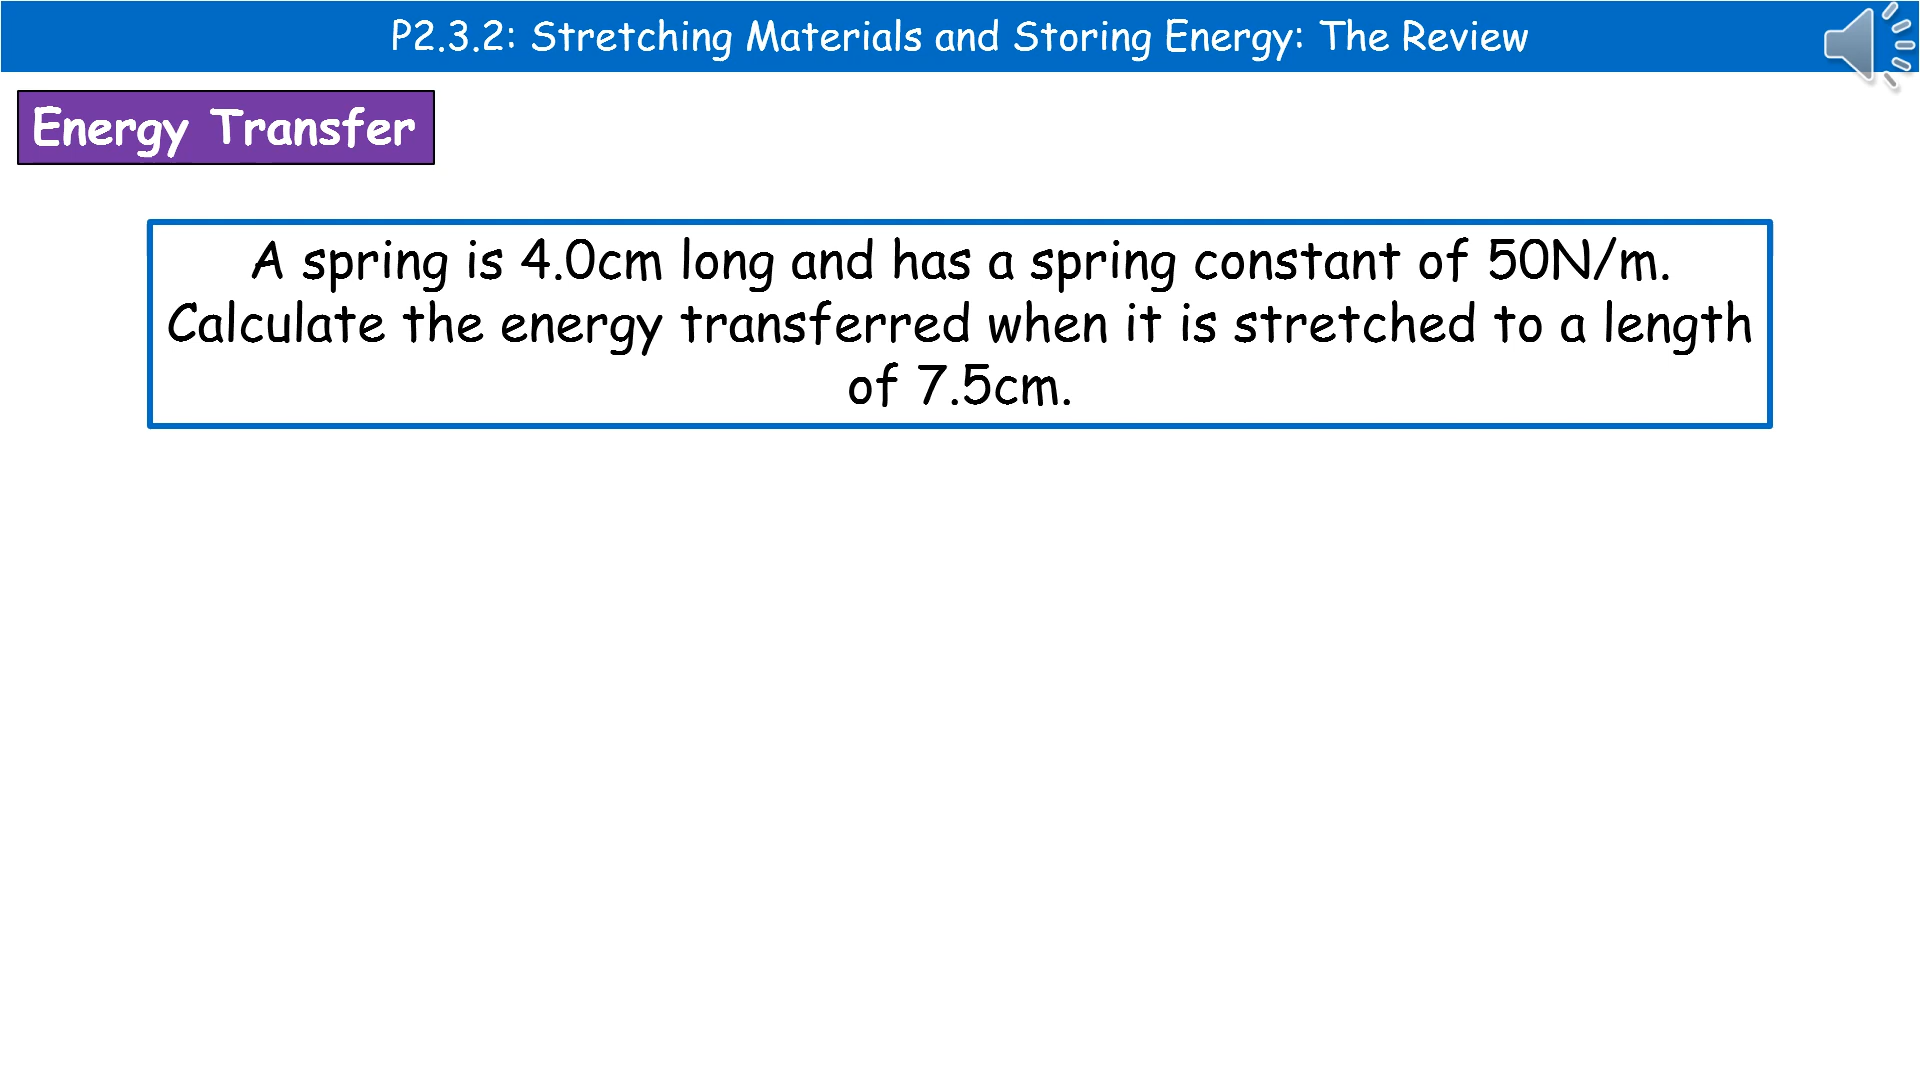 P2.3.2: Stretching Materials and Storing Energy: The Review
Energy Transfer
A spring is 4.0cm long and has a spring constant of 50N/m.
Calculate the energy transferred when it is stretched to a length
of 7.5cm.